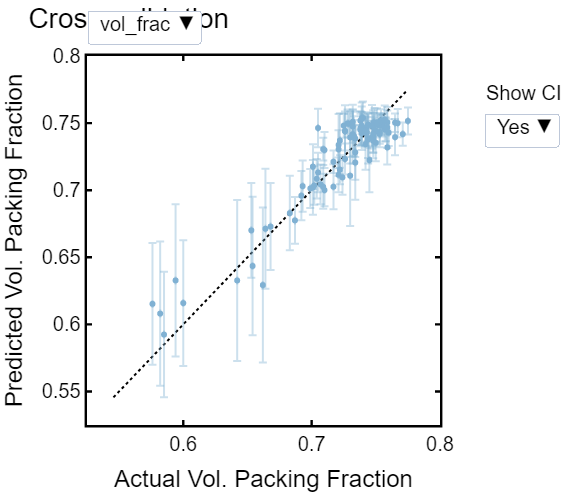 Cros
on
vol_frac ▼
Show CI
Yes ▼
Predicted Vol. Packing Fraction
0.8
0.75
0.7
0.65
0.6
0.55
0.6 0.7 0.8
Actual Vol. Packing Fraction